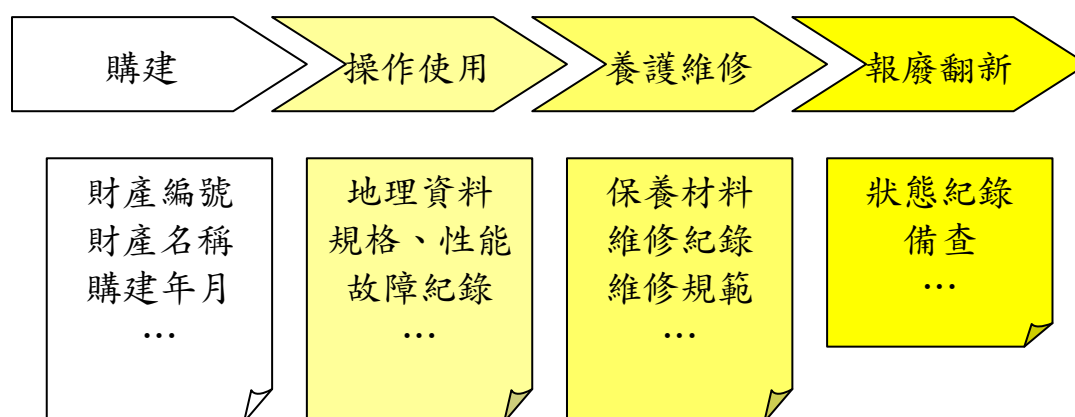 購建
操作使用
養護維修
報廢翻新
財產編號
財產名稱
購建年月
…
地理資料
規格、性能
故障紀錄
…
保養材料
維修紀錄
維修規範
…
狀態紀錄
備查
…